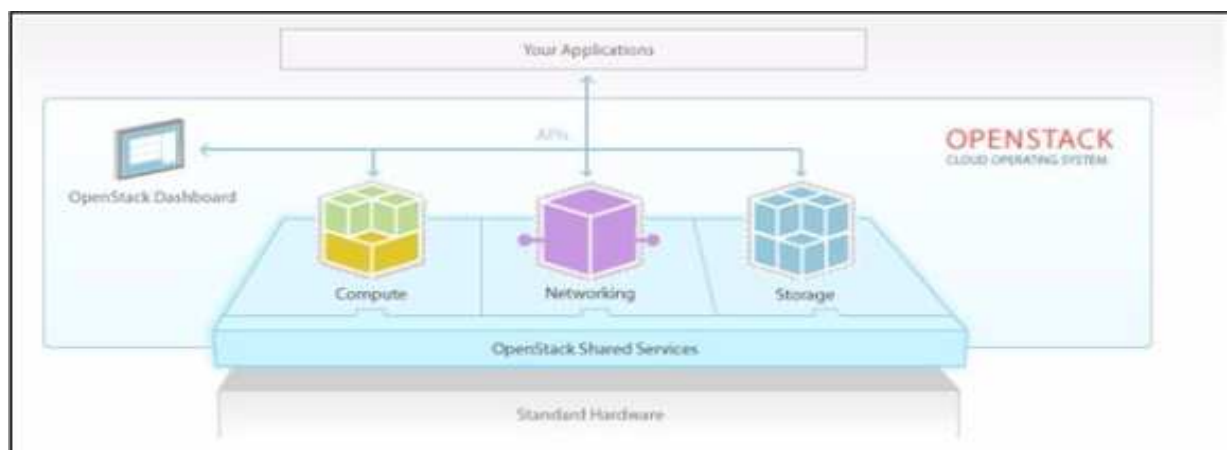 Your Applications
APIs
OPENSTACK
CLOUD OPERATING SYSTEM
OpenStack Dashboard
Compute
Networking
Storage
OpenStack Shared Services
Standard Hardware